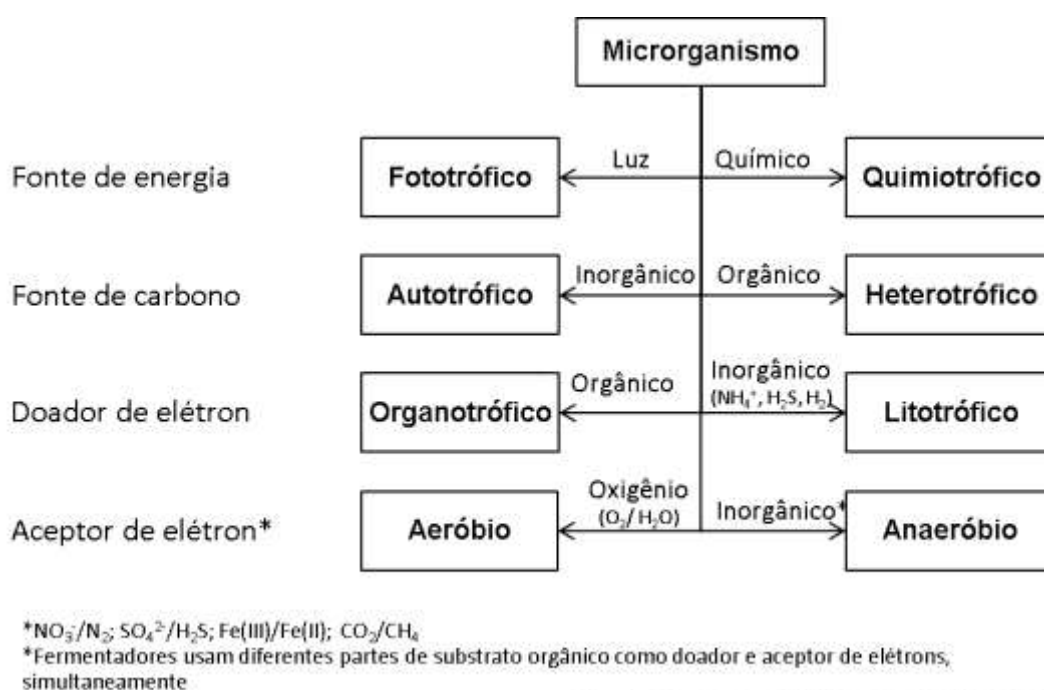 Microrganismo
Fonte de energia
Fototrófico
Luz
Químico
Quimiotrófico
Fonte de carbono
Autotrófico
Inorgânico
Orgânico
Heterotrófico
Doador de elétron
Organotrófico
Orgânico
Inorgânico
(NH₄⁺, H₂S, H₂)
Litotrófico
Aceptor de elétron*
Aeróbio
Oxigênio
(O₂/ H₂O)
Inorgânico*
Anaeróbio
*NO₃⁻/N₂; SO₄²⁻/H₂S; Fe(III)/Fe(II); CO₂/CH₄
*Fermentadores usam diferentes partes de substrato orgânico como doador e aceptor de elétrons,
simultaneamente